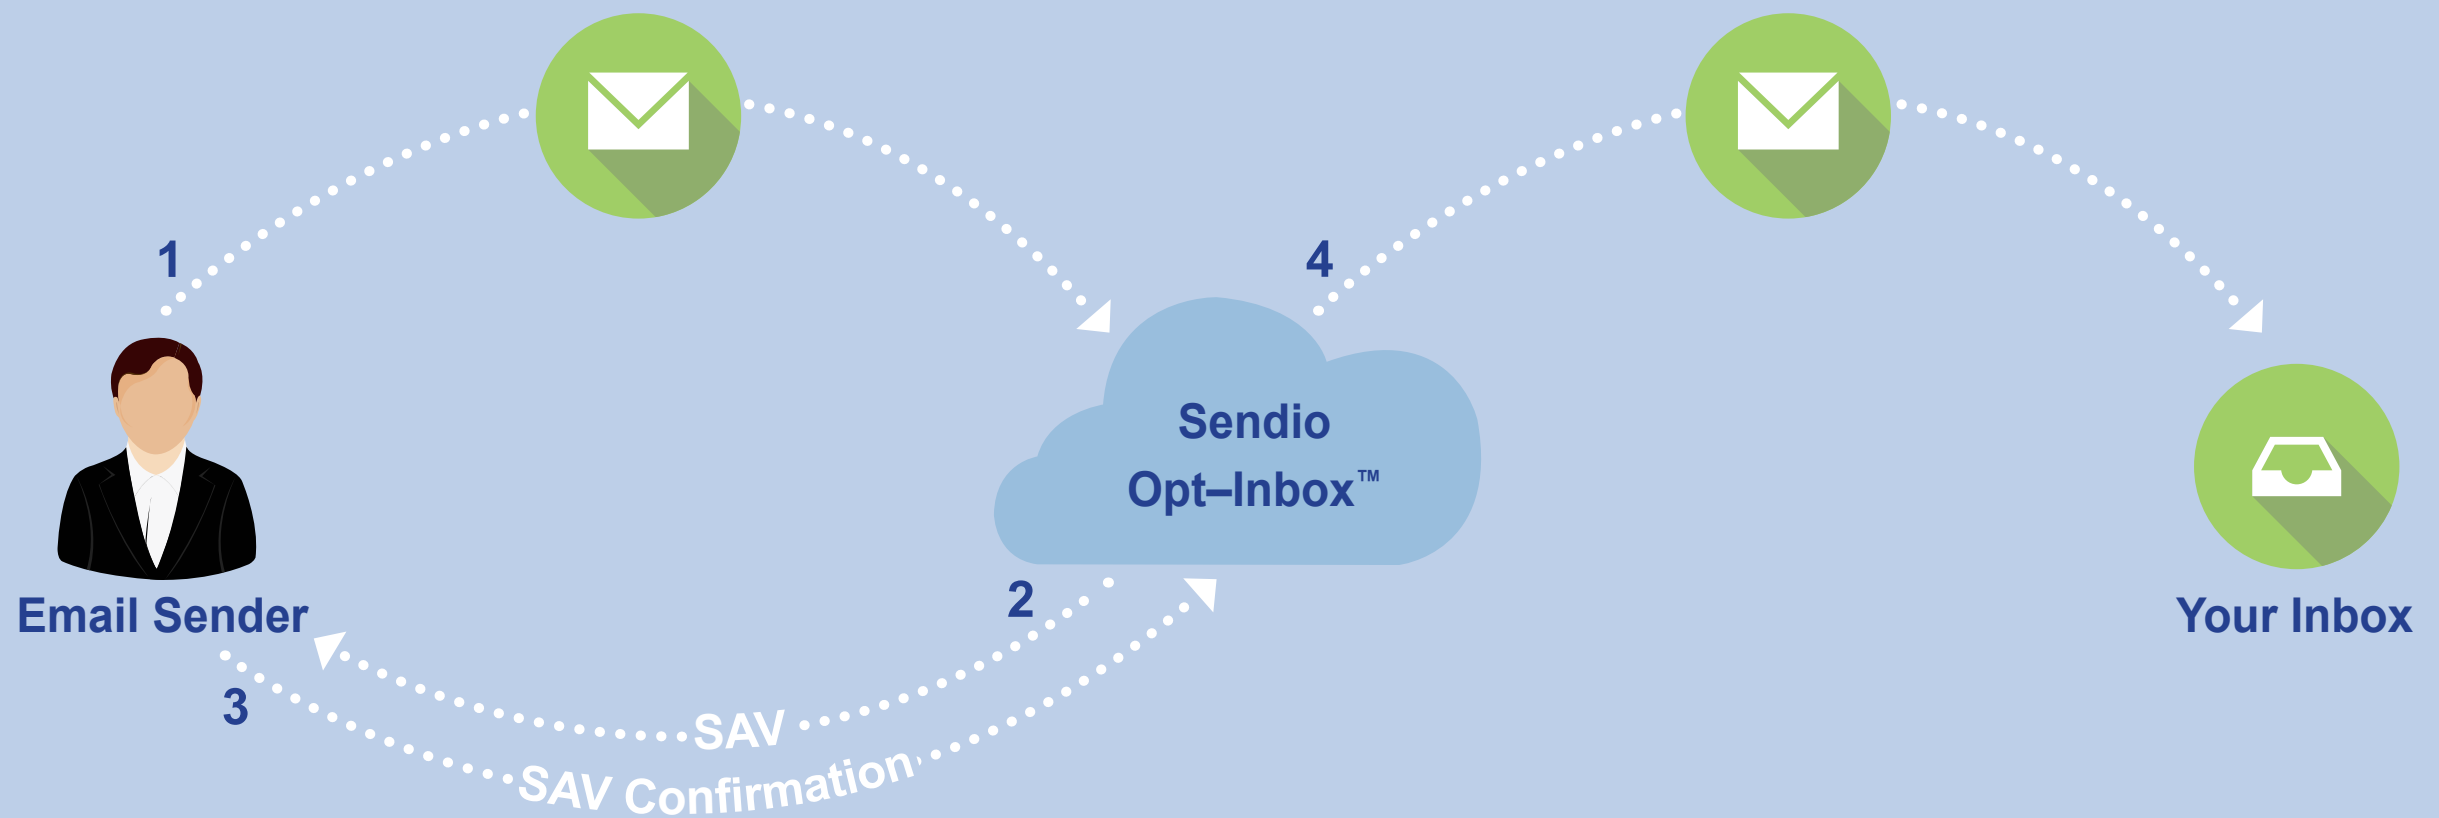 1
4
Sendio
Opt–Inbox™
2
Email Sender
Your Inbox
3
SAV
SAV Confirmation